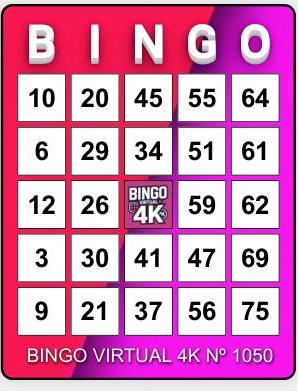 BINGO
10 20 45 55 64
6 29 34 51 61
12 26 BINGO VIRTUAL 4K 59 62
3 30 41 47 69
9 21 37 56 75
BINGO VIRTUAL 4K Nº 1050